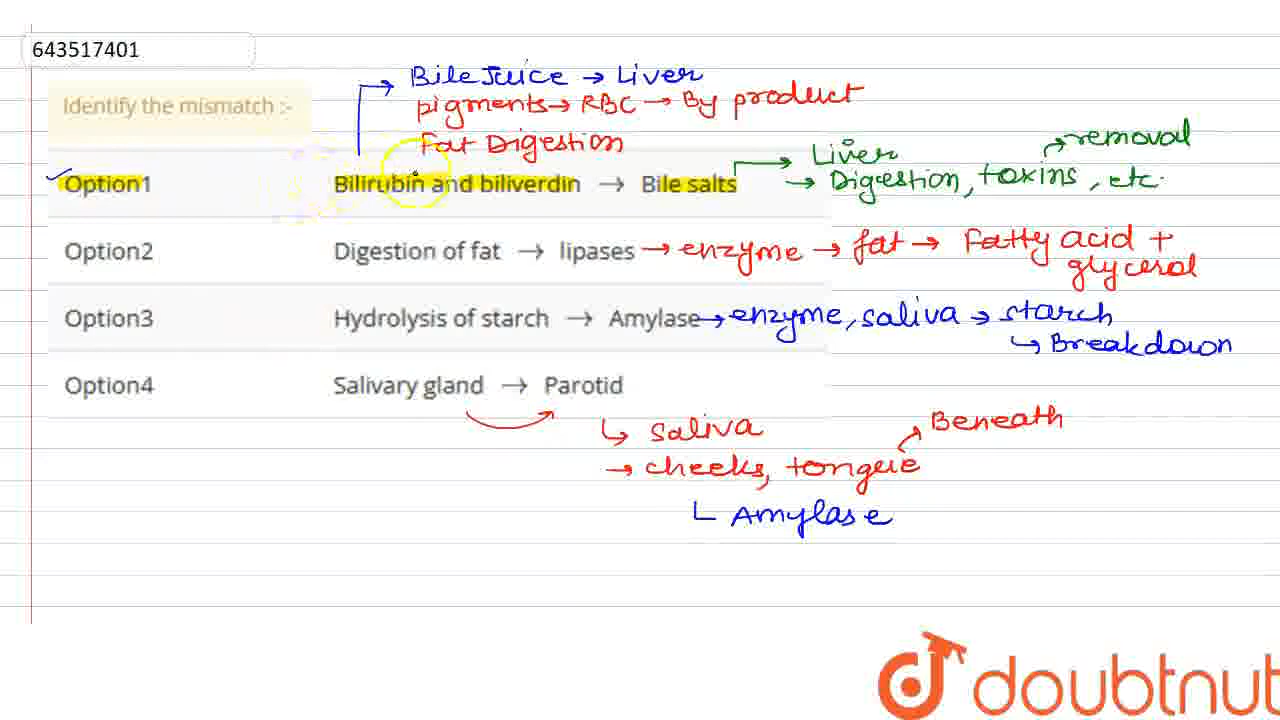 643517401
Bile Juice → Liver
pigments → RBC → By product
Fat Digestion
Identify the mismatch :-
Liver
→ Digestion, toxins, etc.
removal
Option1 Bilirubin and biliverdin → Bile salts
Option2 Digestion of fat → lipases → enzyme → fat → Fatty acid + glycerol
Option3 Hydrolysis of starch → Amylase → enzyme, saliva → starch
↳ Breakdown
Option4 Salivary gland → Parotid
↳ saliva
→ cheeks, tongue
Beneath
Amylase
doubtnut